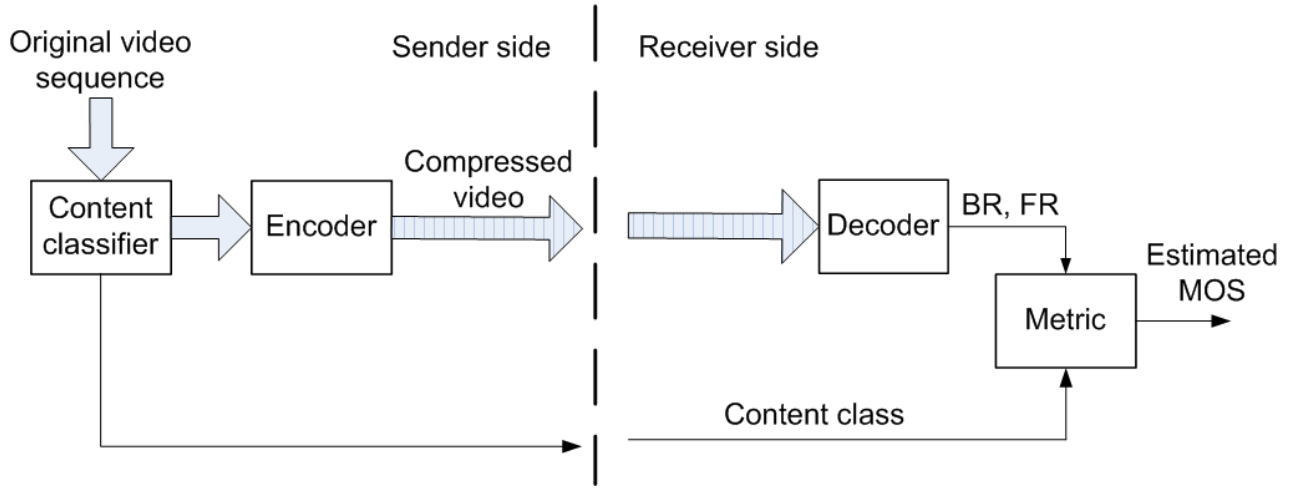 Original video
sequence
Sender side
Receiver side
Content
classifier
Encoder
Compressed
video
Decoder
BR, FR
Metric
Estimated
MOS
Content class